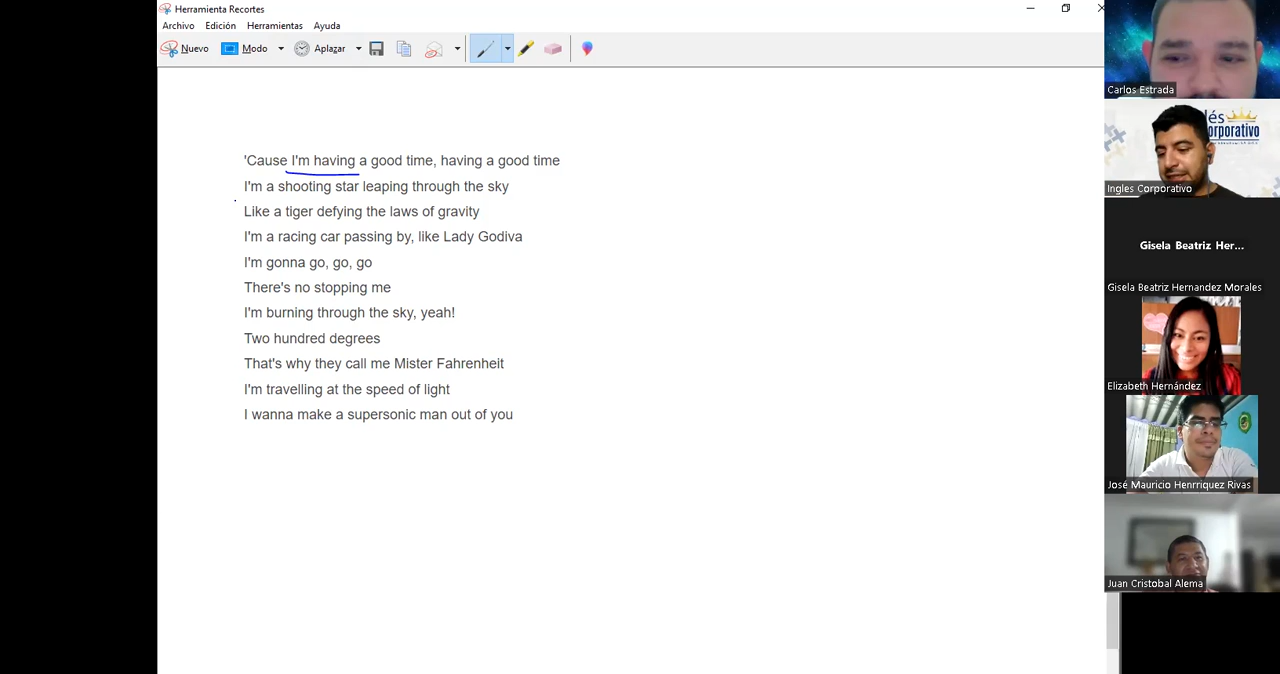 Herramienta Recortes
Archivo Edición Herramientas Ayuda
Nuevo Modo Aplazar
'Cause I'm having a good time, having a good time
I'm a shooting star leaping through the sky
Like a tiger defying the laws of gravity
I'm a racing car passing by, like Lady Godiva
I'm gonna go, go, go
There's no stopping me
I'm burning through the sky, yeah!
Two hundred degrees
That's why they call me Mister Fahrenheit
I'm travelling at the speed of light
I wanna make a supersonic man out of you
Carlos Estrada
Ingles Corporativo
Gisela Beatriz Her...
Gisela Beatriz Hernandez Morales
Elizabeth Hernández
José Mauricio Henrriquez Rivas
Juan Cristobal Alema